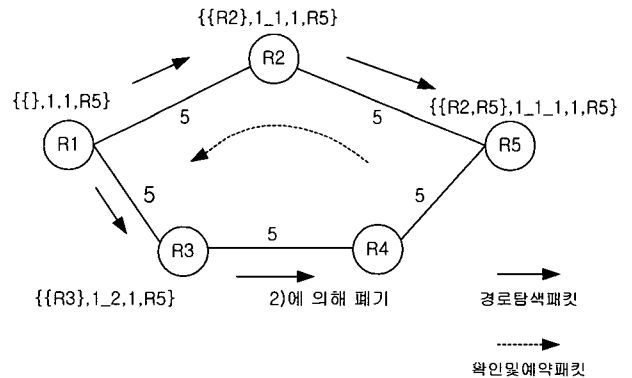 {{R2},1_1,1,R5}
R2
{{},1,1,R5}
{{R2,R5},1_1_1,1,R5}
5
5
R1
R5
5
5
5
R3
R4
{{R3},1_2,1,R5}
2)에 의해 폐기
경로탐색패킷
확인및예약패킷